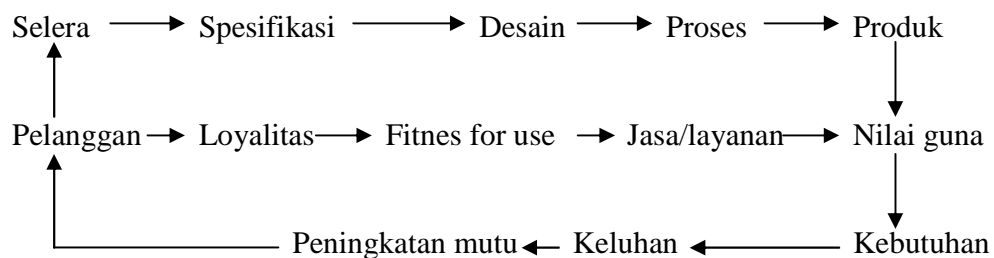 Selera Spesifikasi Desain Proses Produk
Pelanggan Loyalitas Fitnes for use Jasa/layanan Nilai guna
Peningkatan mutu Keluhan Kebutuhan